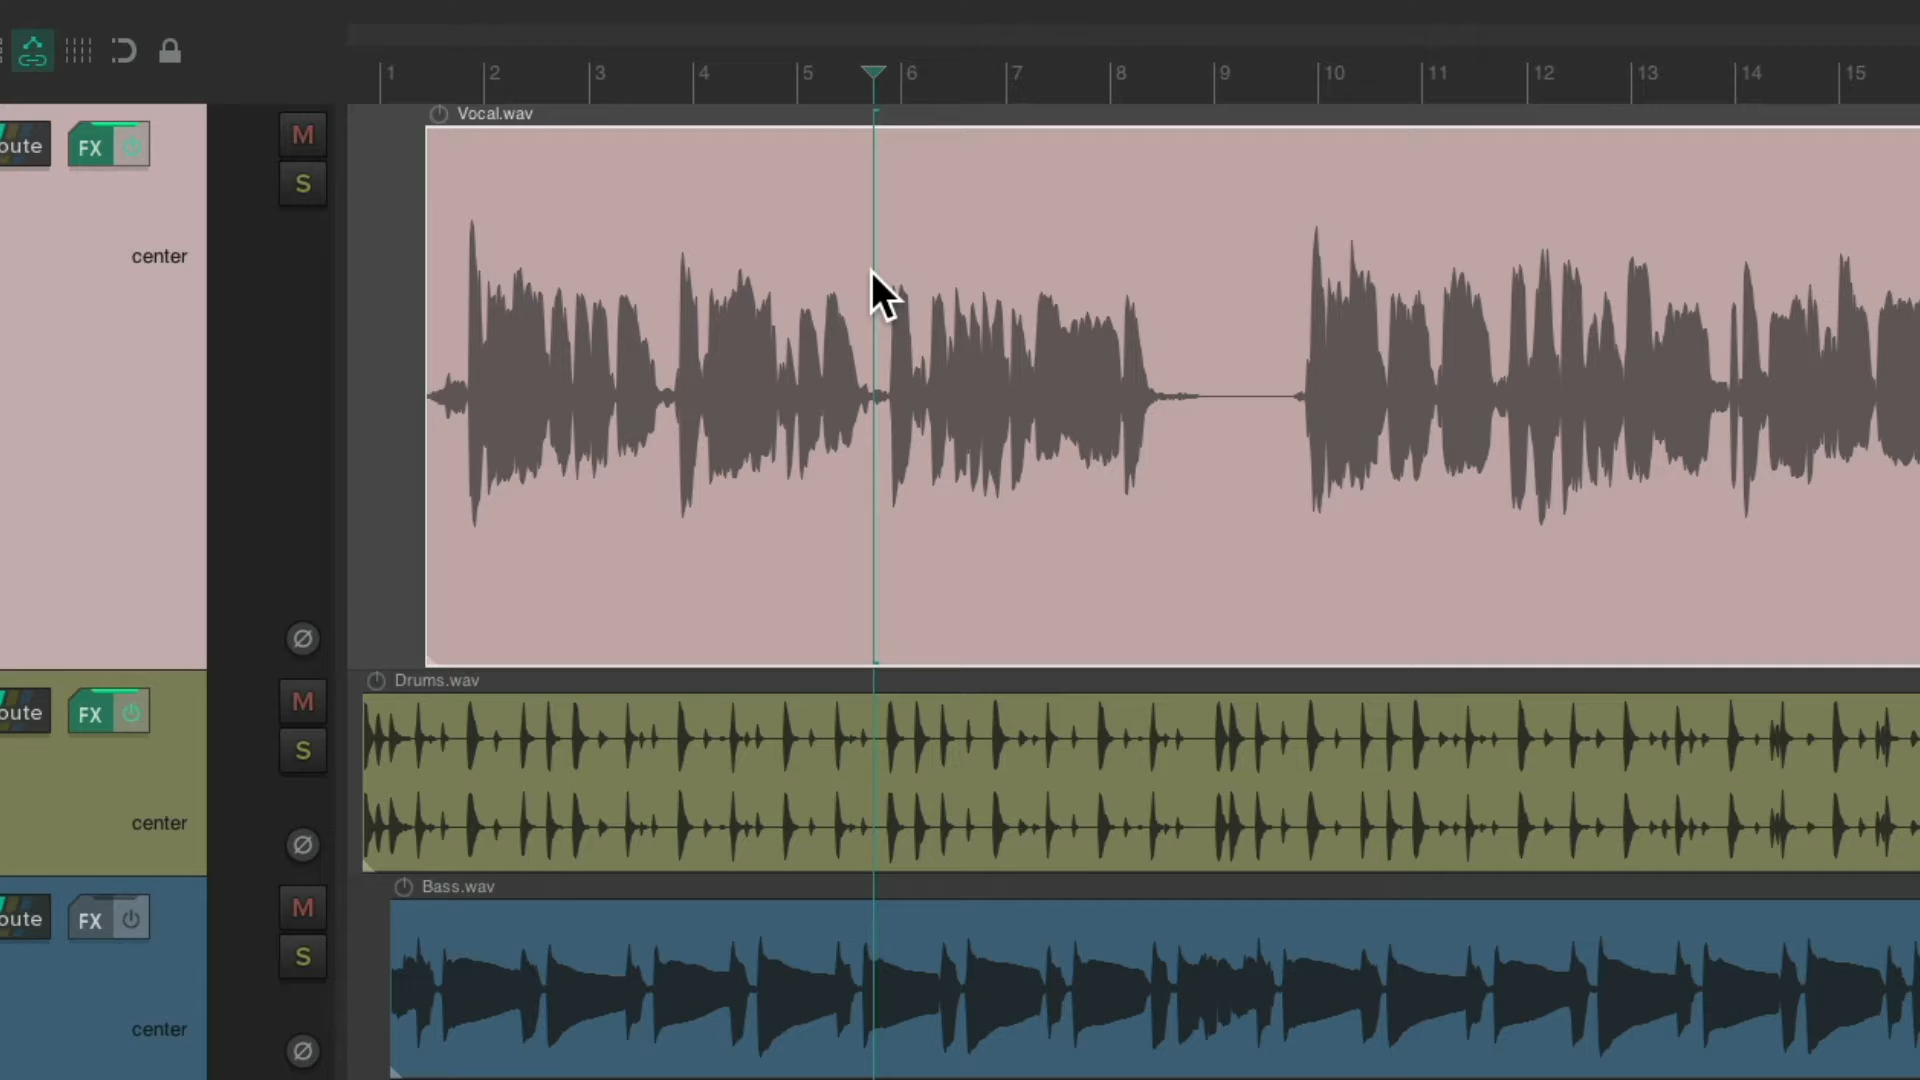 1 2 3 4 5 6 7 8 9 10 11 12 13 14 15
Vocal.wav
oute FX M
S
center
Ø
Drums.wav
oute FX M
S
center
Ø
Bass.wav
oute FX M
S
center
Ø